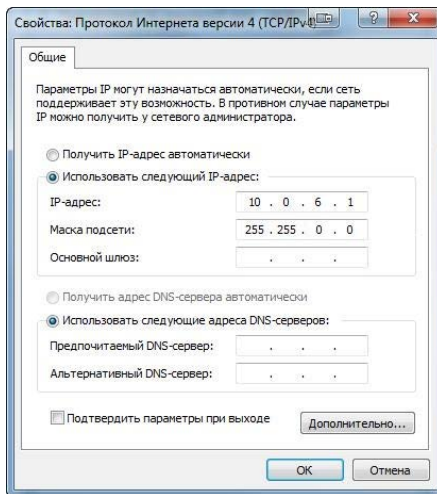 Свойства: Протокол Интернета версии 4 (TCP/IPv4)
Общие
Параметры IP могут назначаться автоматически, если сеть
поддерживает эту возможность. В противном случае параметры
IP можно получить у сетевого администратора.
Получить IP-адрес автоматически
Использовать следующий IP-адрес:
IP-адрес: 10 . 0 . 6 . 1
Маска подсети: 255 . 255 . 0 . 0
Основной шлюз: . . .
Получить адрес DNS-сервера автоматически
Использовать следующие адреса DNS-серверов:
Предпочитаемый DNS-сервер: . . .
Альтернативный DNS-сервер: . . .
Подтвердить параметры при выходе
Дополнительно...
ОК Отмена